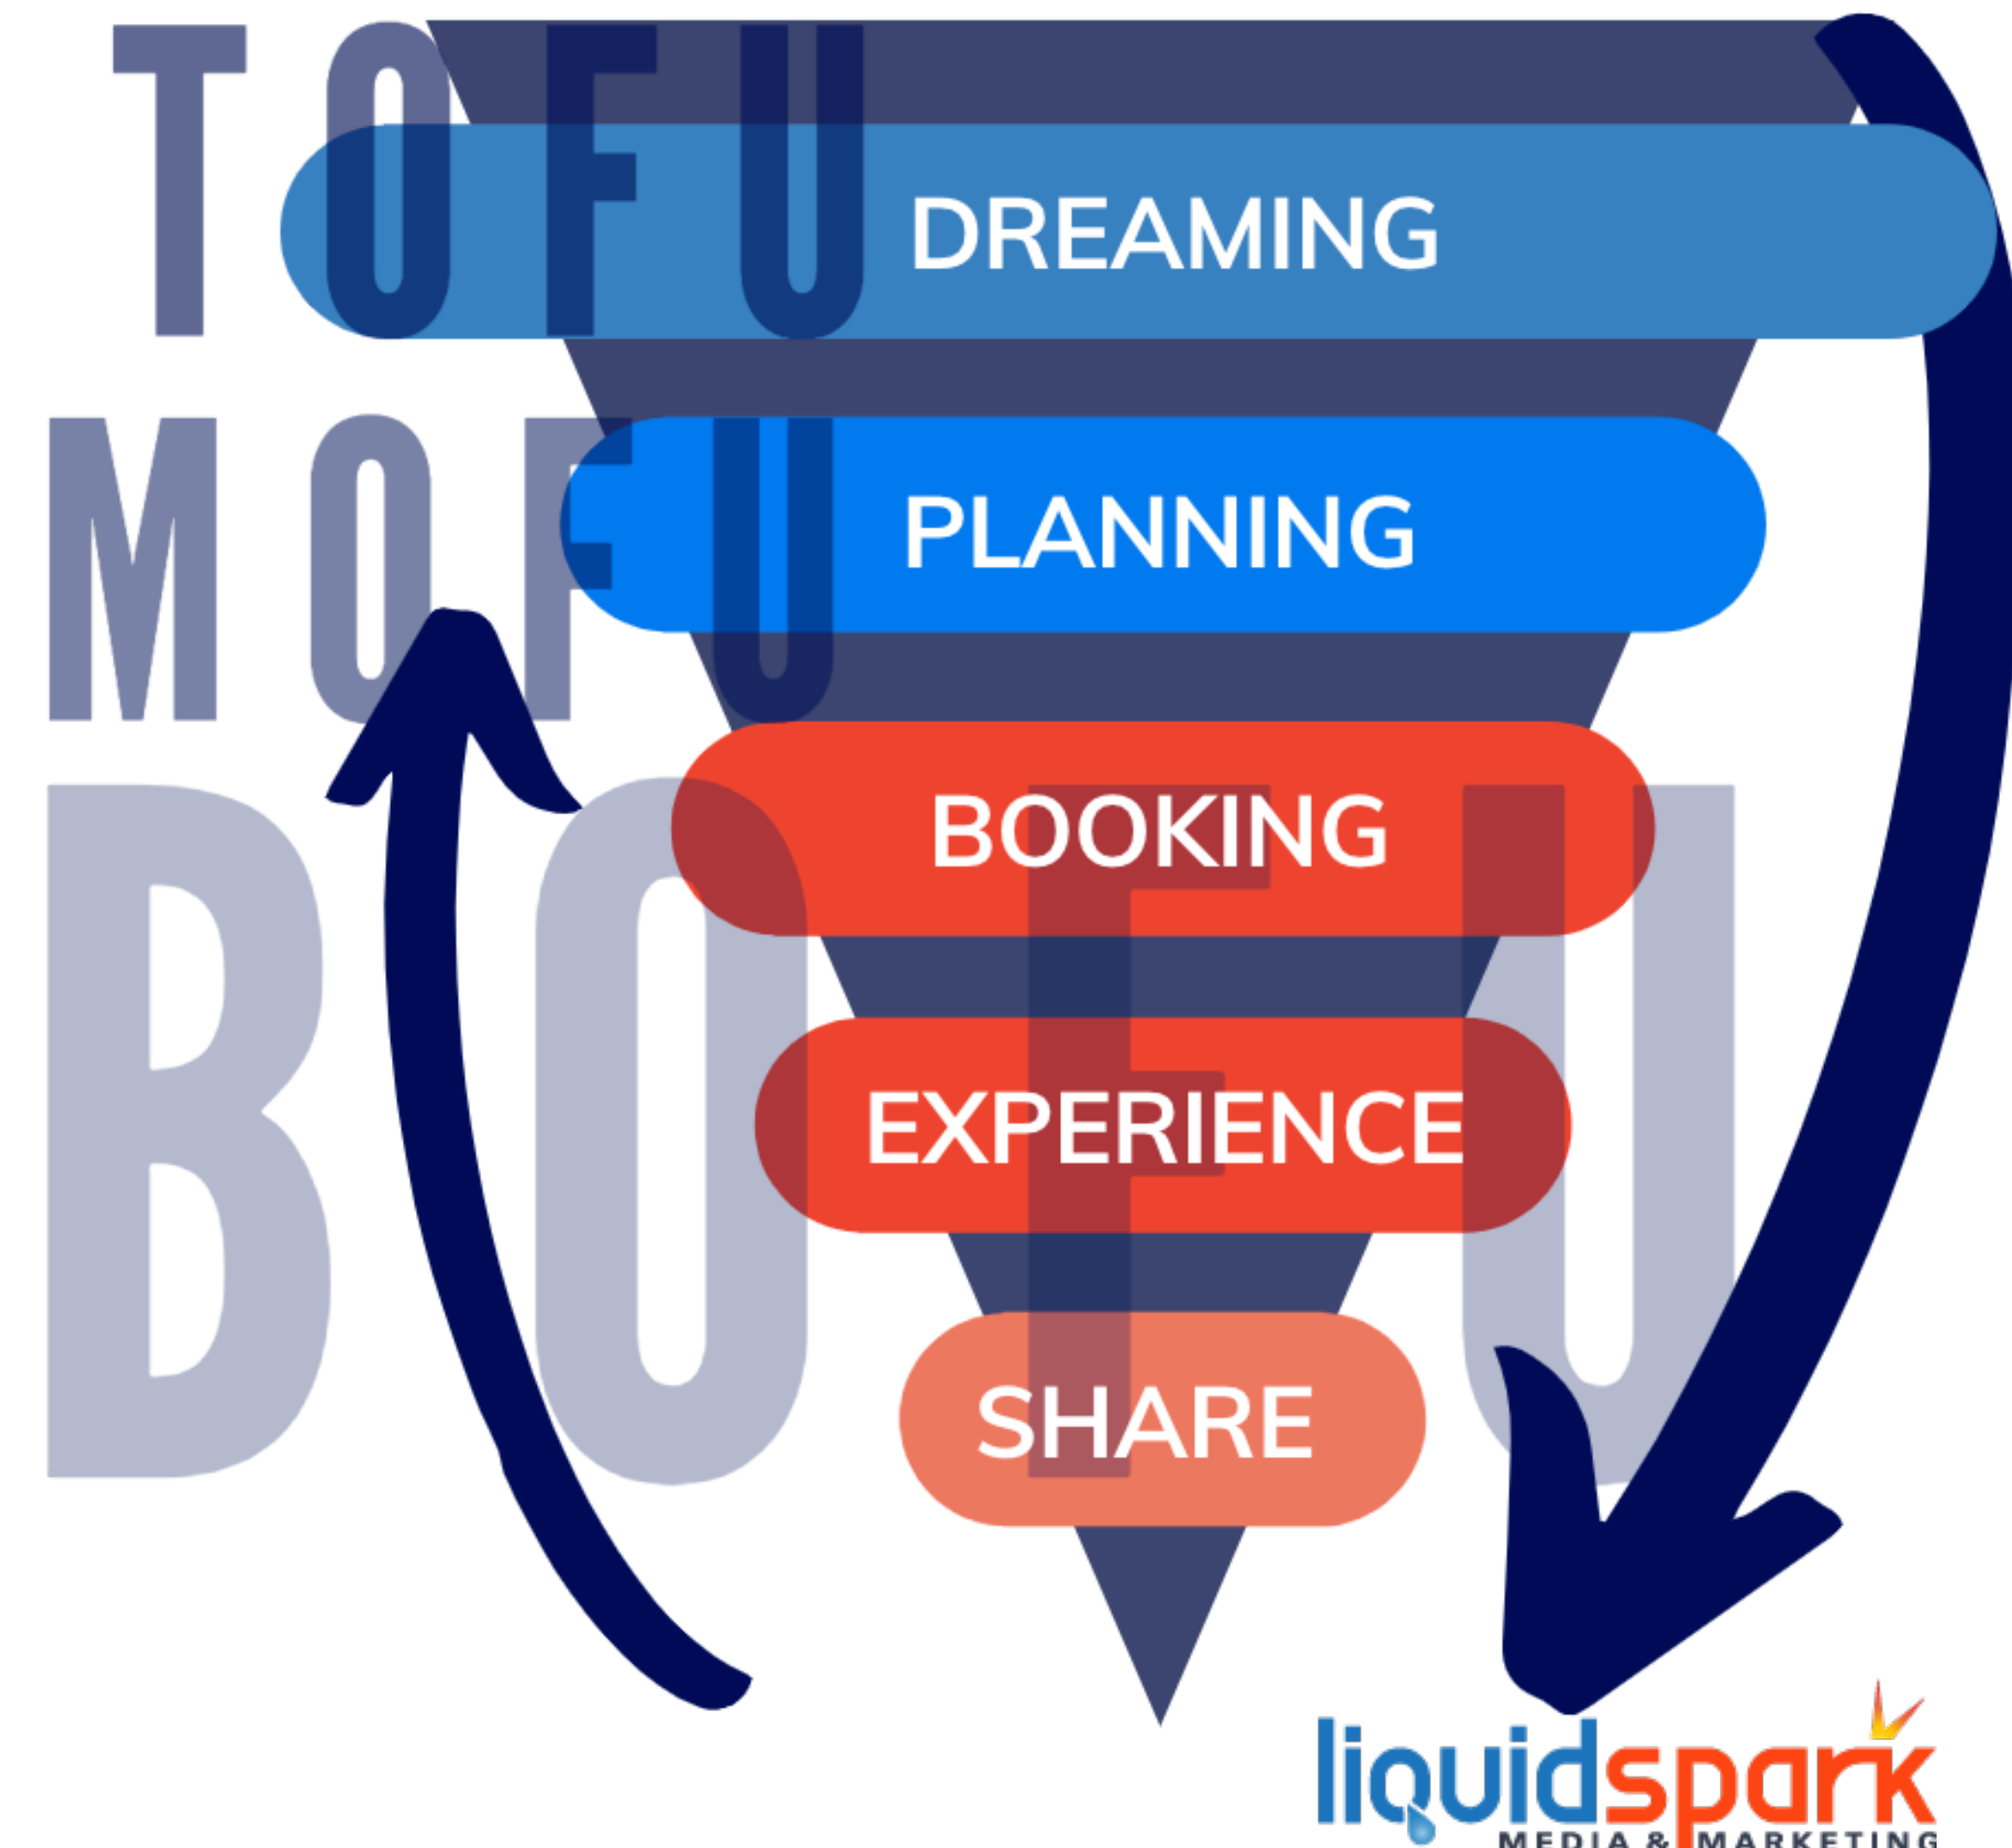 TOFU
DREAMING
MOFU
PLANNING
BOFU
BOOKING
EXPERIENCE
SHARE
liquidspark
MEDIA & MARKETING